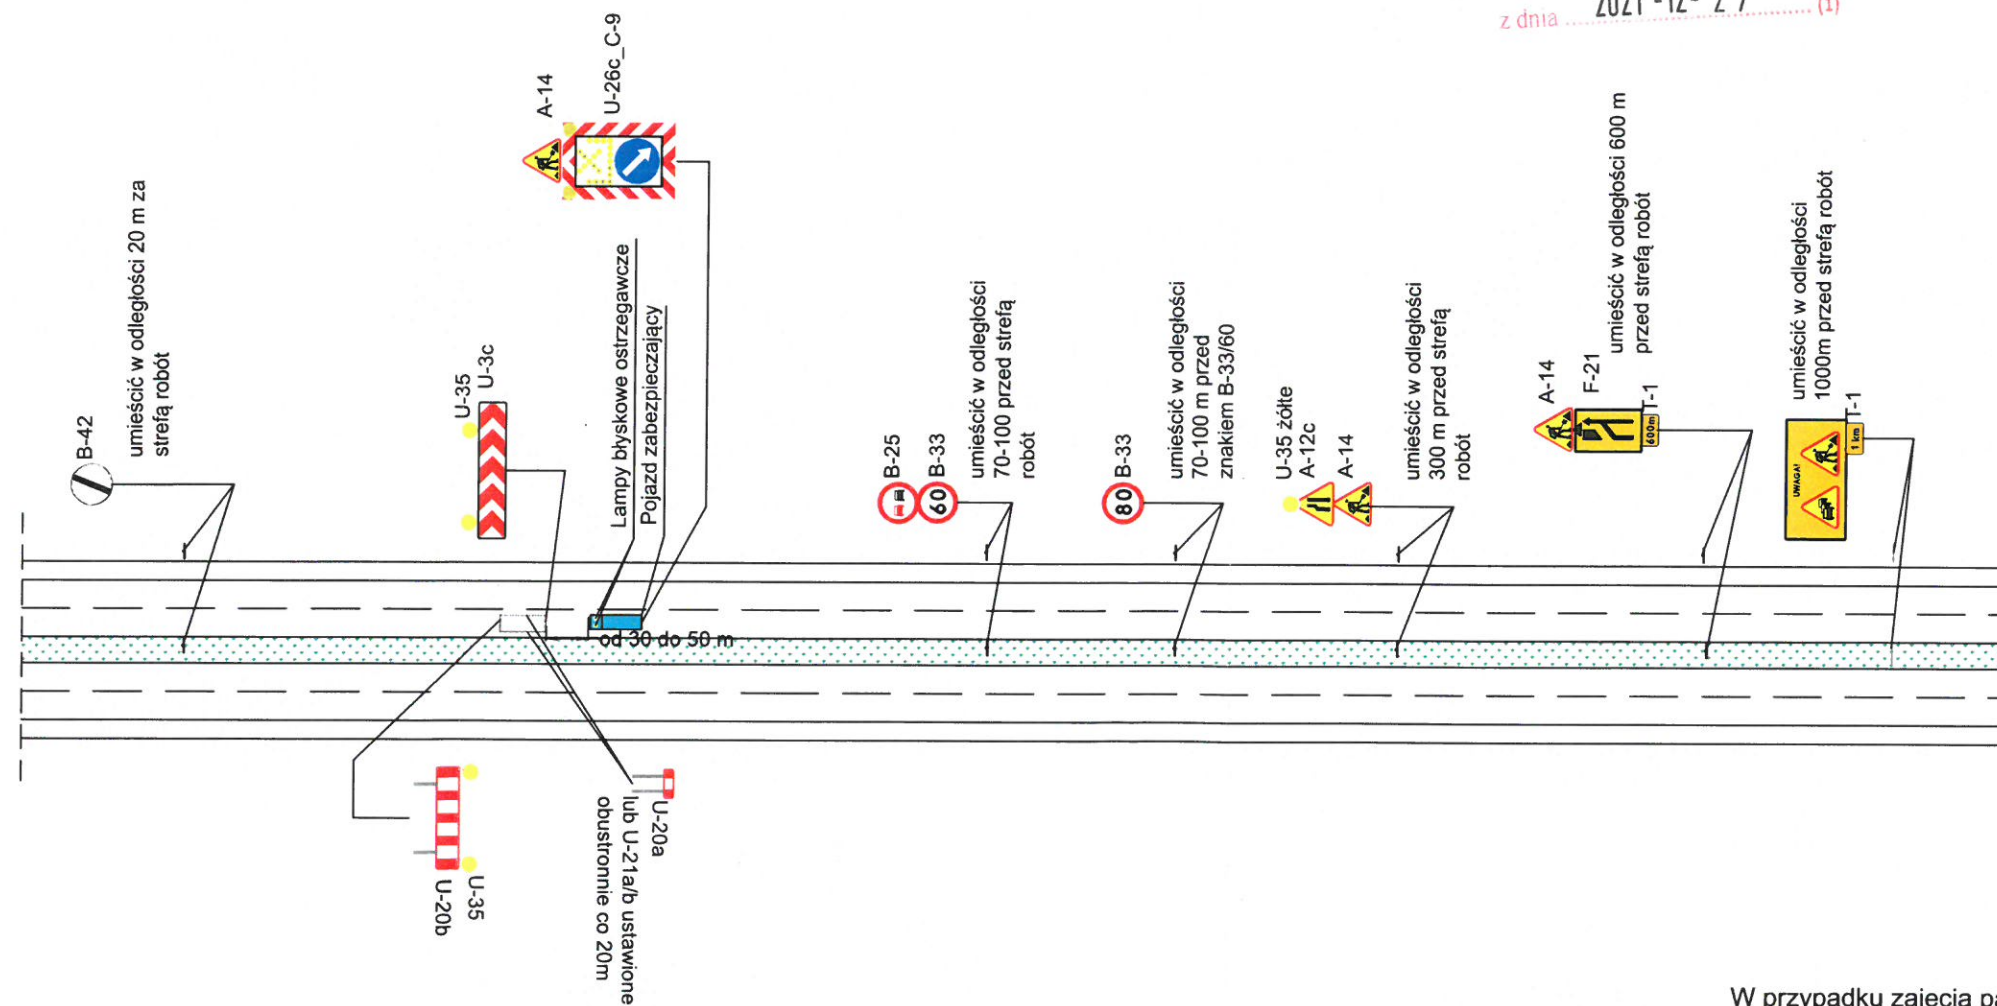 z dnia
(1)
B-42
umieścić w odległości 20 m za
strefą robót
U-35
U-3c
A-14
U-26c_C-9
Lampy błyskowe ostrzegawcze
Pojazd zabezpieczający
od 30 do 50 m
U-20b
U-35
U-20a
lub U-21a/b ustawione
obustronnie co 20m
B-25
B-33
60
umieścić w odległości
70-100 przed strefą
robót
B-33
80
umieścić w odległości
70-100 m przed
znakiem B-33/60
U-35 żółte
A-12c
A-14
umieścić w odległości
300 m przed strefą
robót
A-14
F-21
T-1
600m
umieścić w odległości 600 m
przed strefą robót
UWAGA!
1 km
T-1
umieścić w odległości
1000m przed strefą robót
W przypadku zajęcia